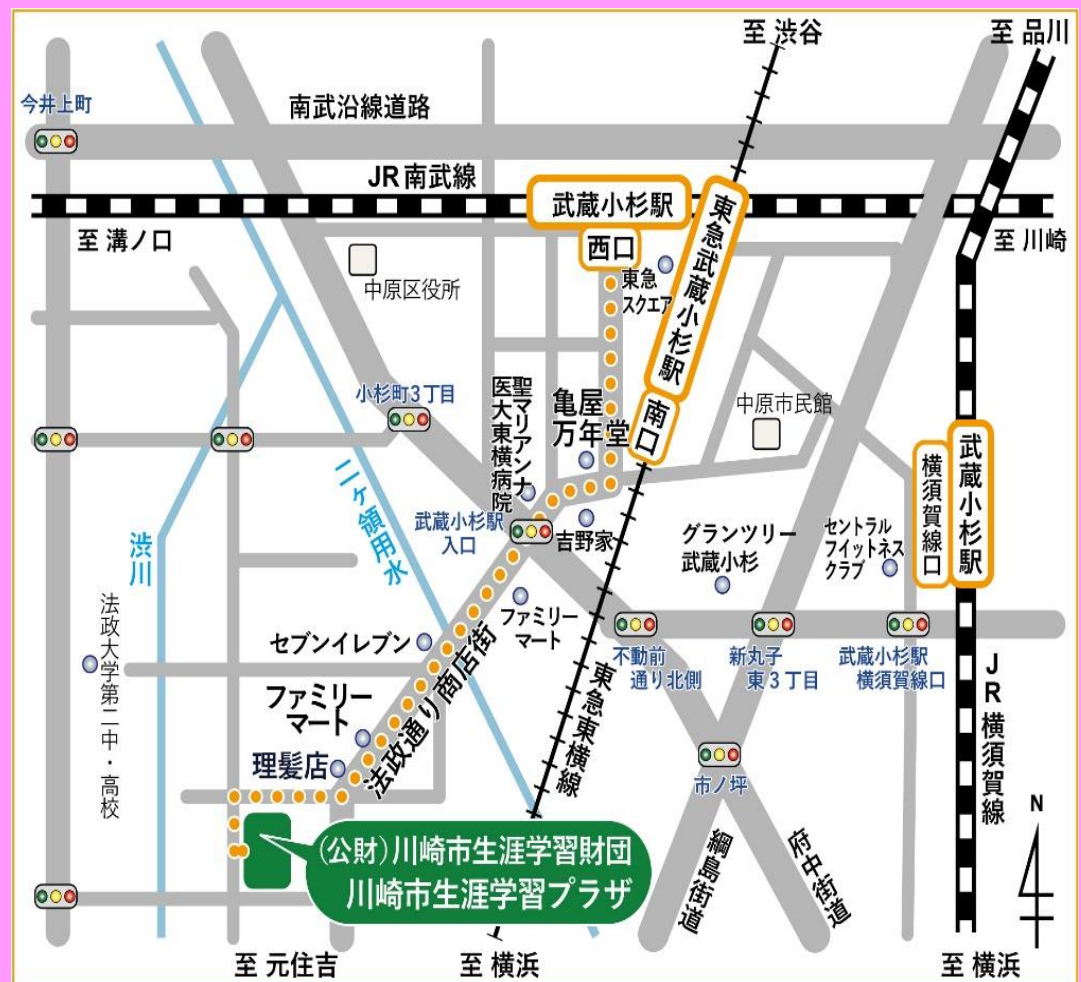 至 渋谷
至 品川
今井上町
南武沿線道路
JR南武線
武蔵小杉駅
東急武蔵小杉駅
至 溝ノ口
西口
至 川崎
中原区役所
東急
スクエア
小杉町3丁目
聖マリアンナ
医大東横病院
亀屋
万年堂
南口
中原市民館
武蔵小杉駅
横須賀線口
二ヶ領用水
武蔵小杉駅
入口
吉野家
グランツリー
武蔵小杉
セントラル
フイットネス
クラブ
渋川
法政大学第二中・高校
セブンイレブン
ファミリー
マート
不動前
通り北側
新丸子
東3丁目
武蔵小杉駅
横須賀線口
ファミリー
マート
法政通り商店街
東急東横線
JR横須賀線
理髪店
市ノ坪
N
(公財)川崎市生涯学習財団
川崎市生涯学習プラザ
綱島街道
府中街道
至 元住吉
至 横浜
至 横浜